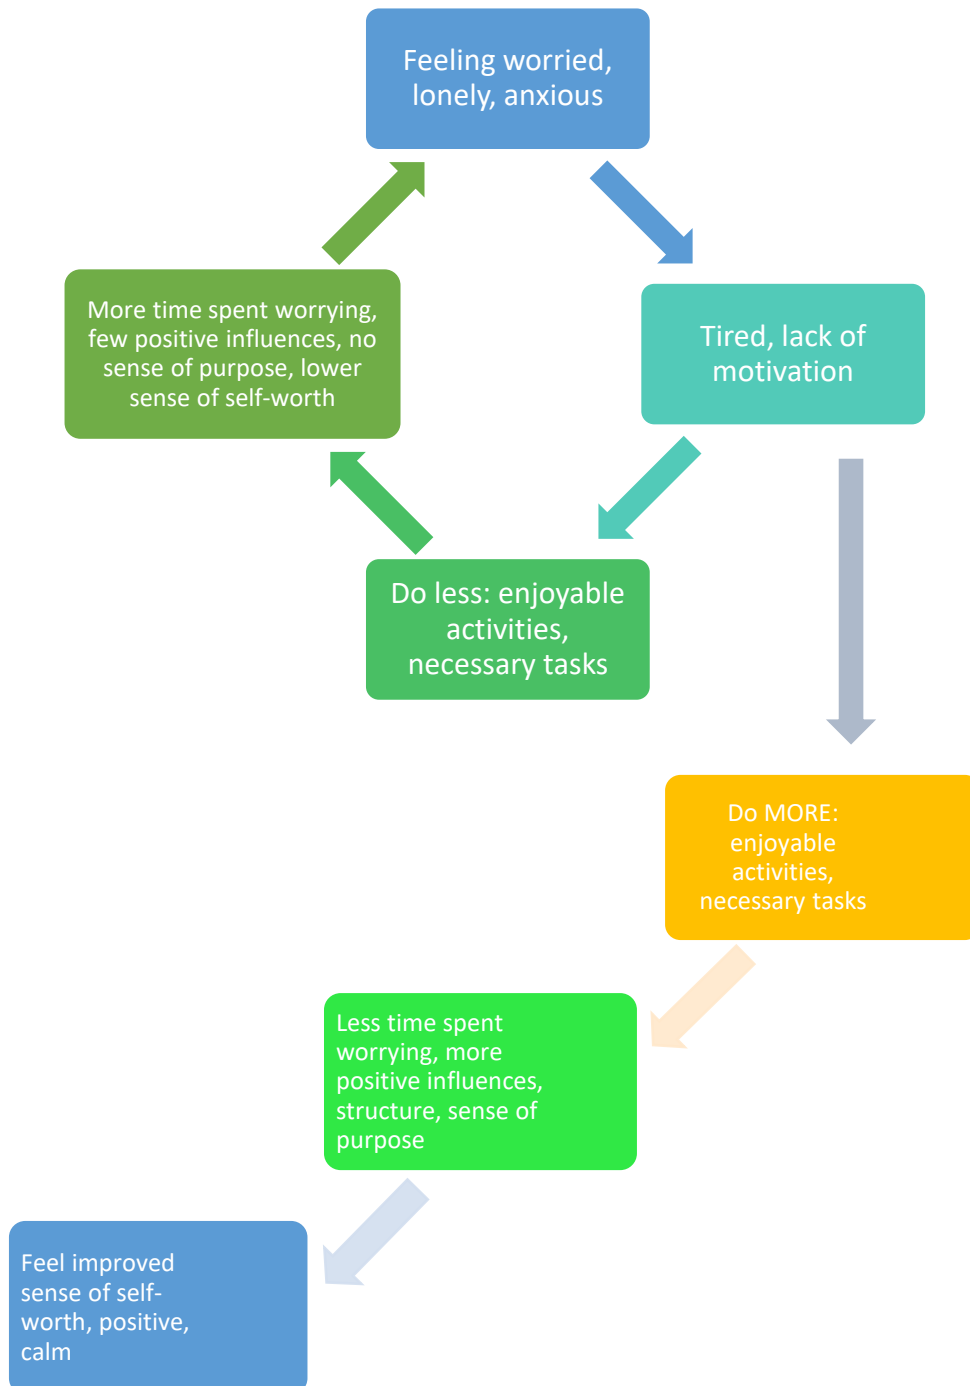 Feeling worried,
lonely, anxious
More time spent worrying,
few positive influences, no
sense of purpose, lower
sense of self-worth
Tired, lack of
motivation
Do less: enjoyable
activities,
necessary tasks
Do MORE:
enjoyable
activities,
necessary tasks
Less time spent
worrying, more
positive influences,
structure, sense of
purpose
Feel improved
sense of self-
worth, positive,
calm